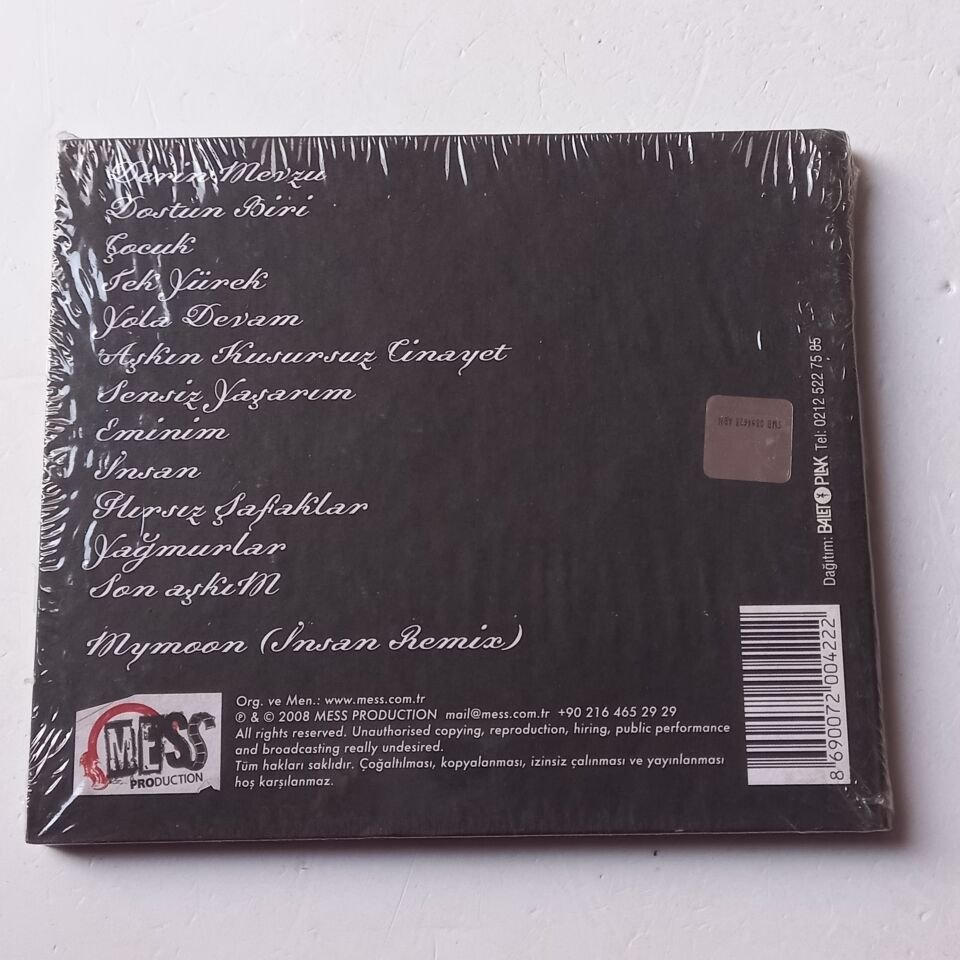 Derin Mevzu
Dostun Biri
Çocuk
Tek Yürek
Yola Devam
Aşkın Kusursuz Cinayet
Sensiz Yaşarım
Eminim
İnsan
Hırsız Şafaklar
Yağmurlar
Son aşkıM
Mymoon (İnsan Remix)
MESS
PRODUCTION
Org. ve Men.: www.mess.com.tr
℗ & © 2008 MESS PRODUCTION mail@mess.com.tr +90 216 465 29 29
All rights reserved. Unauthorised copying, reproduction, hiring, public performance
and broadcasting really undesired.
Tüm hakları saklıdır. Çoğaltılması, kopyalanması, izinsiz çalınması ve yayınlanması
hoş karşılanmaz.
Dağıtım: BALET PLAK Tel: 0212 522 75 85
8 690072 004222